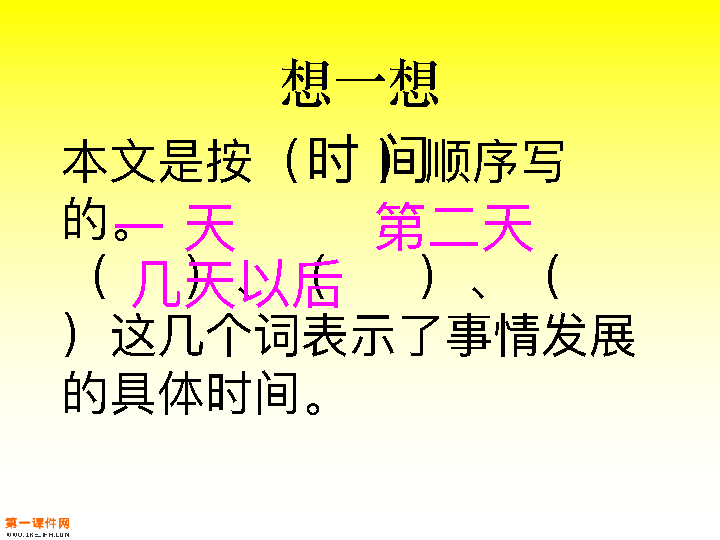 想一想
本文是按（时间）顺序写
的。
一天 第二天
（ ）、（ ）、（
几天以后
）这几个词表示了事情发展
的具体时间。
第一课件网
WWW.1KEJIAN.COM